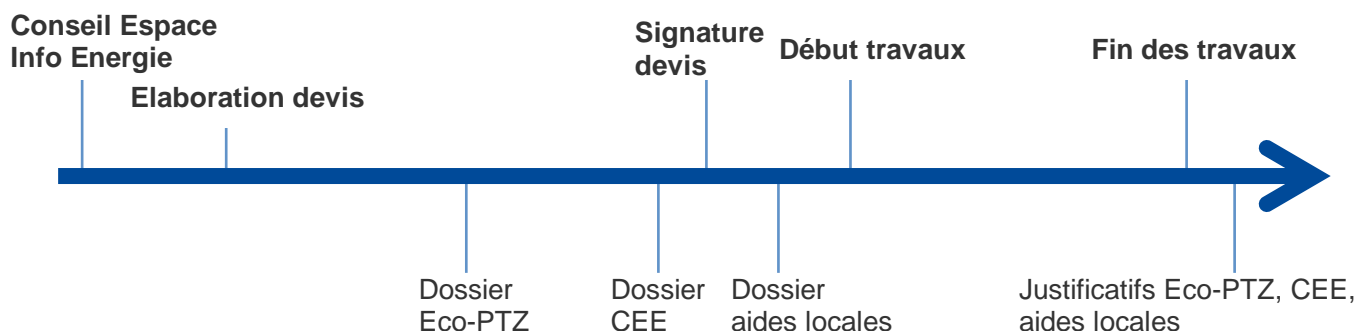 Conseil Espace
Info Energie
Elaboration devis
Signature
devis
Début travaux
Fin des travaux
Dossier
Eco-PTZ
Dossier
CEE
Dossier
aides locales
Justificatifs Eco-PTZ, CEE,
aides locales